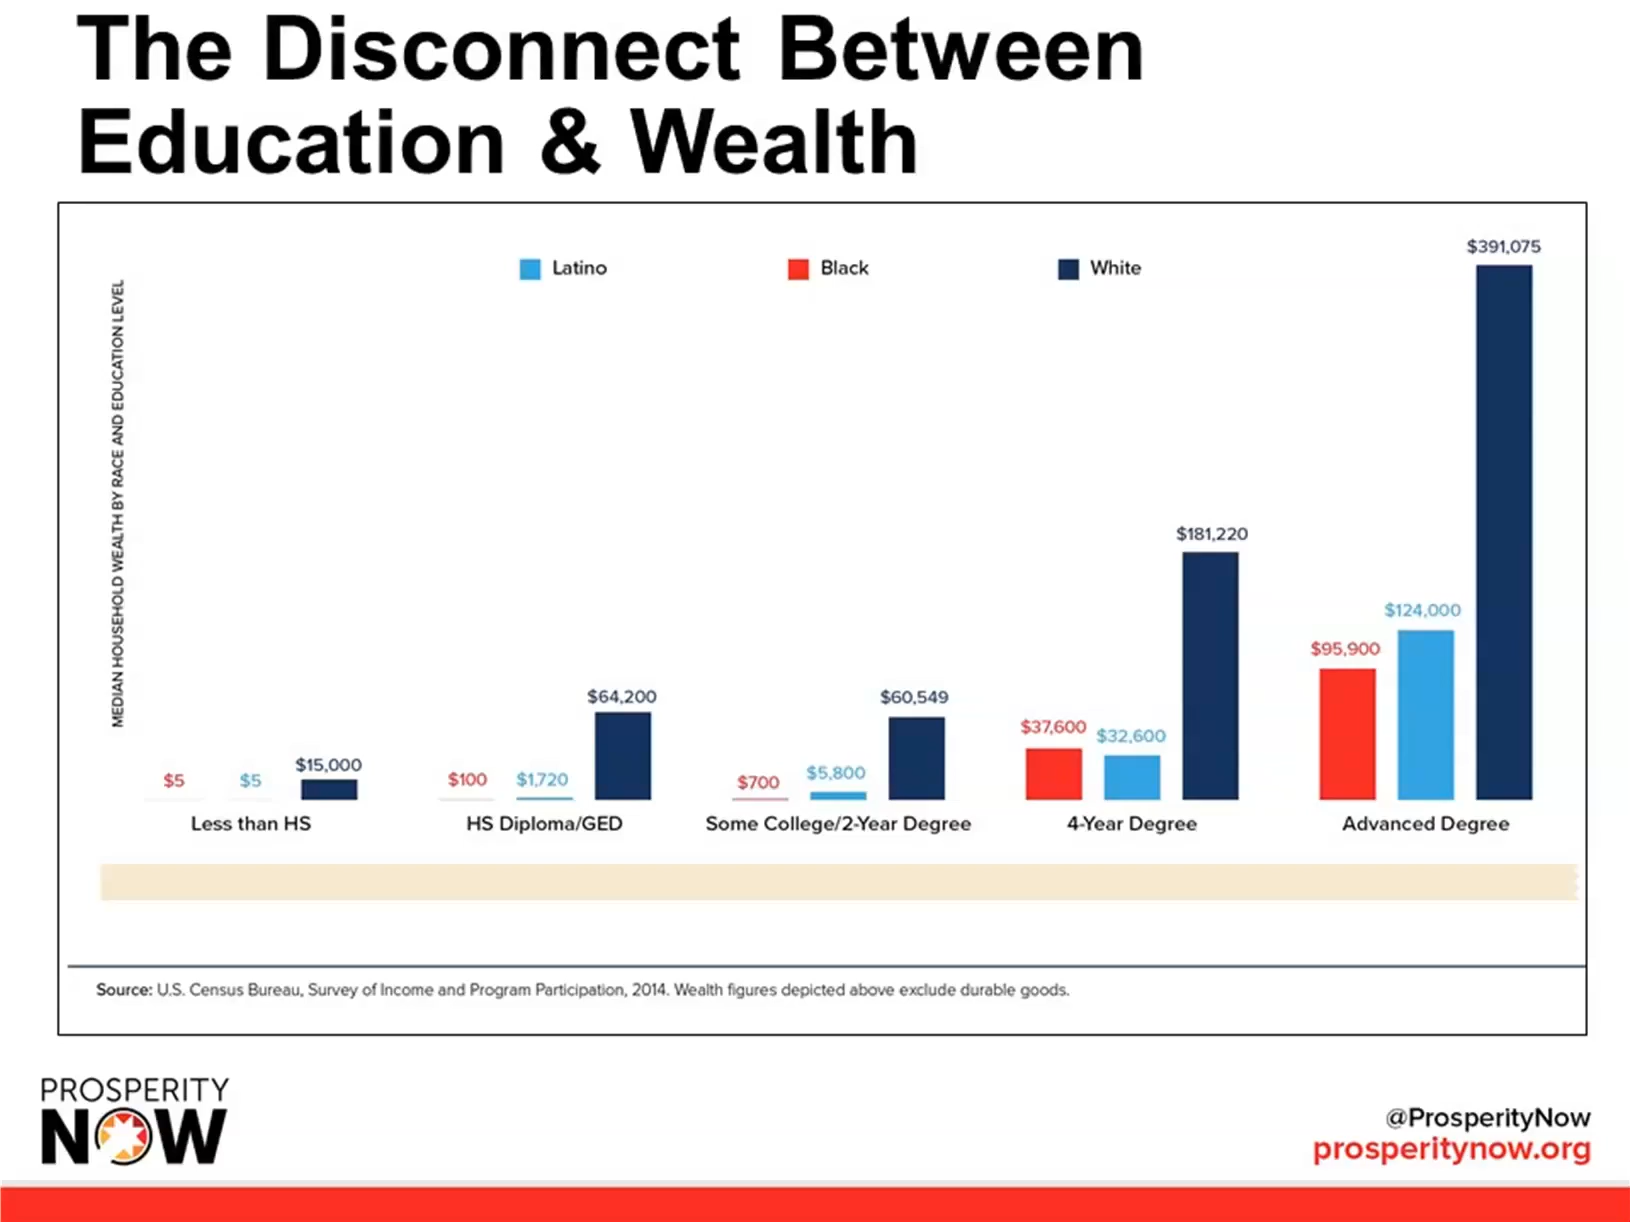 The Disconnect Between
Education & Wealth
Latino
Black
White
MEDIAN HOUSEHOLD WEALTH BY RACE AND EDUCATION LEVEL
$5
$5
$15,000
Less than HS
$100
$1,720
$64,200
HS Diploma/GED
$700
$5,800
$60,549
Some College/2-Year Degree
$37,600
$32,600
$181,220
4-Year Degree
$95,900
$124,000
$391,075
Advanced Degree
Source: U.S. Census Bureau, Survey of Income and Program Participation, 2014. Wealth figures depicted above exclude durable goods.
PROSPERITY
NOW
@ProsperityNow
prosperitynow.org